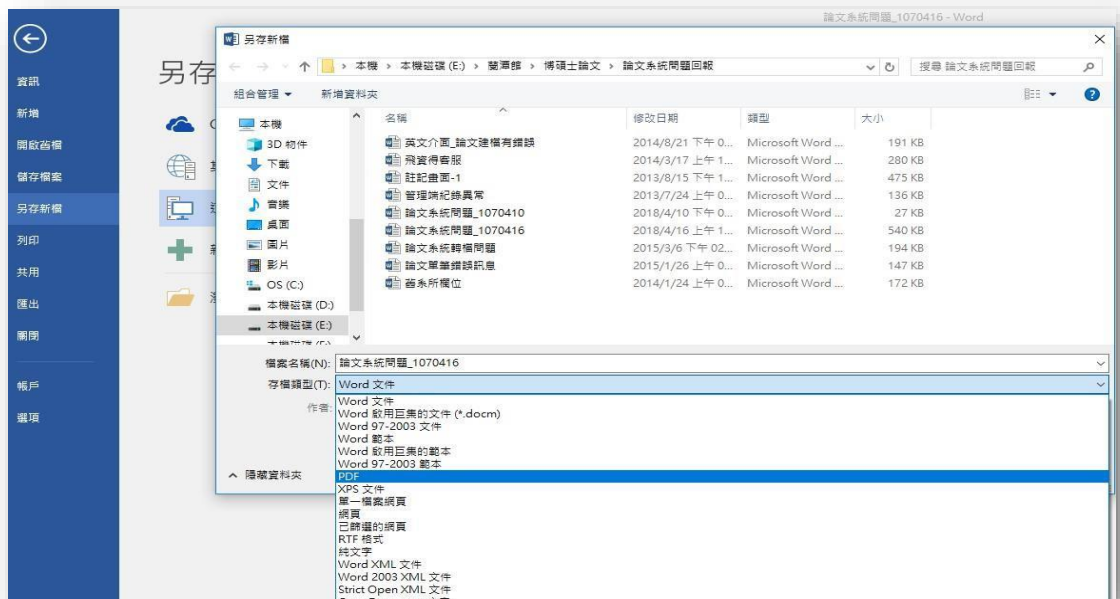 論文系統問題_1070416 - Word
另存新檔
資訊
新增
開啟舊檔
儲存檔案
另存新檔
列印
共用
匯出
關閉
帳戶
選項
另存
本機 › 本機磁碟 (E:) › 蘭潭館 › 博碩士論文 › 論文系統問題回報
搜尋 論文系統問題回報
組合管理 新增資料夾
本機
3D 物件
下載
文件
音樂
桌面
圖片
影片
OS (C:)
本機磁碟 (D:)
本機磁碟 (E:)
名稱 修改日期 類型 大小
英文介面_論文建檔有錯誤 2014/8/21 下午 0... Microsoft Word ... 191 KB
飛資得客服 2014/3/17 上午 1... Microsoft Word ... 280 KB
註記畫面-1 2013/8/15 下午 1... Microsoft Word ... 475 KB
管理端紀錄異常 2013/7/24 上午 0... Microsoft Word ... 136 KB
論文系統問題_1070410 2018/4/10 下午 0... Microsoft Word ... 27 KB
論文系統問題_1070416 2018/4/16 上午 1... Microsoft Word ... 540 KB
論文系統轉檔問題 2015/3/6 下午 02... Microsoft Word ... 194 KB
論文單筆錯誤訊息 2015/1/26 上午 0... Microsoft Word ... 147 KB
舊系所欄位 2014/1/24 上午 0... Microsoft Word ... 172 KB
檔案名稱(N): 論文系統問題_1070416
存檔類型(T): Word 文件
作者:
隱藏資料夾
Word 文件
Word 啟用巨集的文件 (*.docm)
Word 97-2003 文件
Word 範本
Word 啟用巨集的範本
Word 97-2003 範本
PDF
XPS 文件
單一檔案網頁
網頁
已篩選的網頁
RTF 格式
純文字
Word XML 文件
Word 2003 XML 文件
Strict Open XML 文件